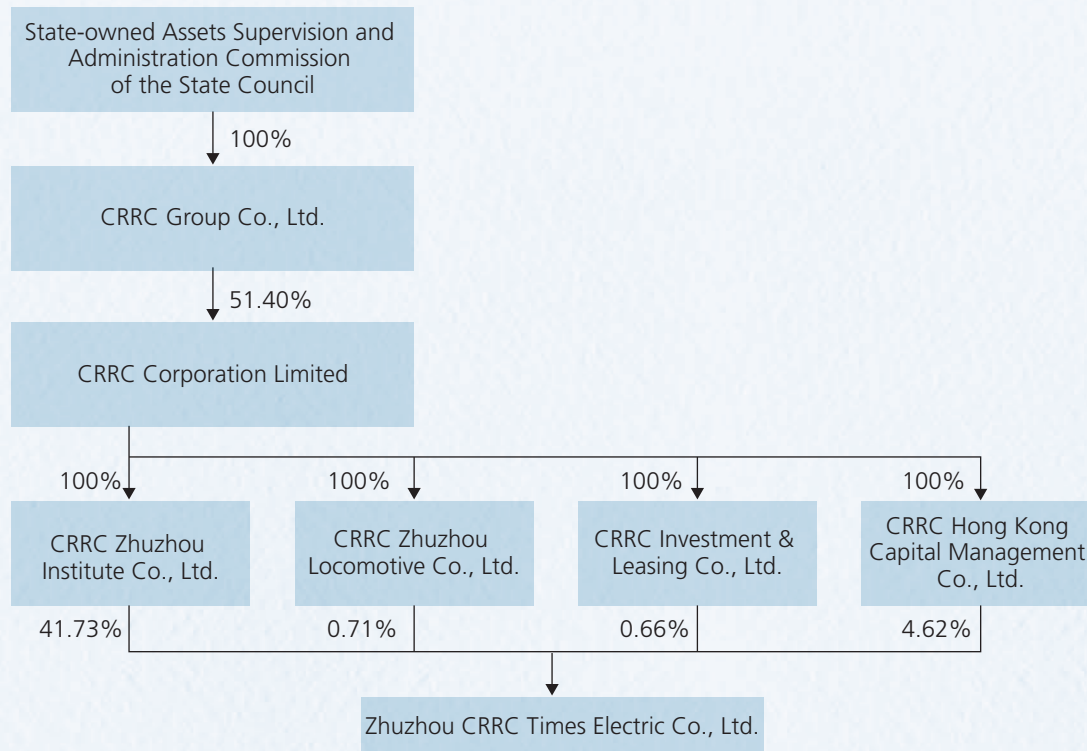 State-owned Assets Supervision and
Administration Commission
of the State Council
100%
CRRC Group Co., Ltd.
51.40%
CRRC Corporation Limited
100%
100%
100%
100%
CRRC Zhuzhou
Institute Co., Ltd.
CRRC Zhuzhou
Locomotive Co., Ltd.
CRRC Investment &
Leasing Co., Ltd.
CRRC Hong Kong
Capital Management
Co., Ltd.
41.73%
0.71%
0.66%
4.62%
Zhuzhou CRRC Times Electric Co., Ltd.